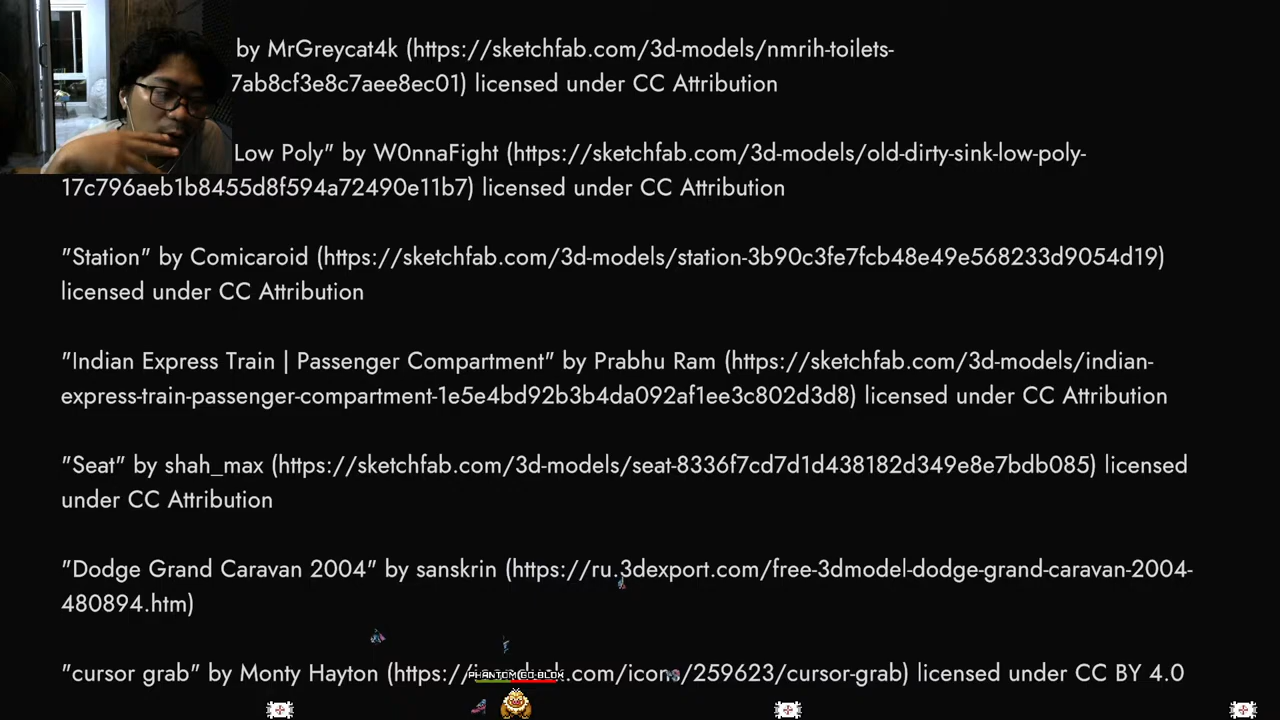 by MrGreycat4k (https://sketchfab.com/3d-models/nmrih-toilets-
7ab8cf3e8c7aee8ec01) licensed under CC Attribution
Low Poly" by W0nnaFight (https://sketchfab.com/3d-models/old-dirty-sink-low-poly-
17c796aeb1b8455d8f594a72490e11b7) licensed under CC Attribution
"Station" by Comicaroid (https://sketchfab.com/3d-models/station-3b90c3fe7fcb48e49e568233d9054d19)
licensed under CC Attribution
"Indian Express Train | Passenger Compartment" by Prabhu Ram (https://sketchfab.com/3d-models/indian-
express-train-passenger-compartment-1e5e4bd92b3b4da092af1ee3c802d3d8) licensed under CC Attribution
"Seat" by shah_max (https://sketchfab.com/3d-models/seat-8336f7cd7d1d438182d349e8e7bdb085) licensed
under CC Attribution
"Dodge Grand Caravan 2004" by sanskrin (https://ru.3dexport.com/free-3dmodel-dodge-grand-caravan-2004-
480894.htm)
"cursor grab" by Monty Hayton (https://.com/icons/259623/cursor-grab) licensed under CC BY 4.0